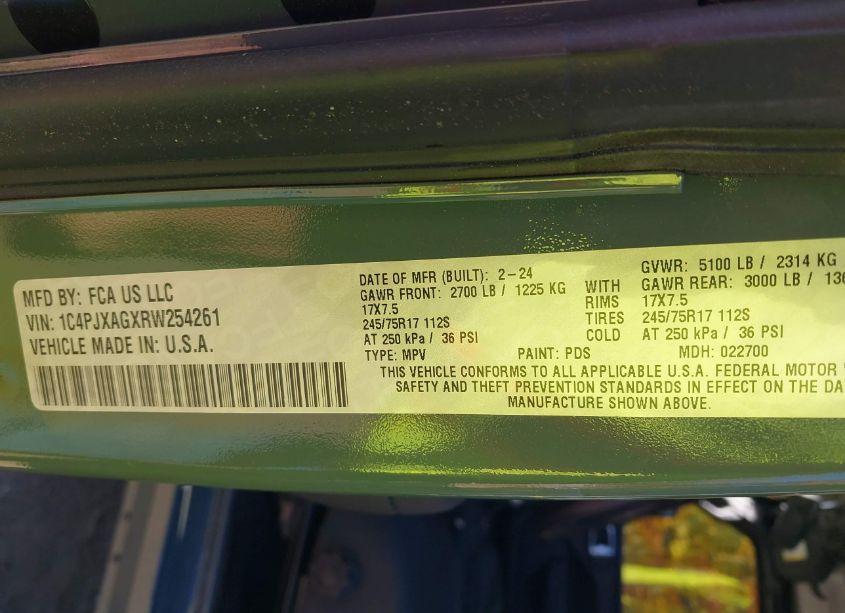 MFD BY: FCA US LLC
VIN: 1C4PJXAGXRW254261
VEHICLE MADE IN: U.S.A.
DATE OF MFR (BUILT): 2-24
GAWR FRONT: 2700 LB / 1225 KG
17X7.5
245/75R17 112S
AT 250 kPa / 36 PSI
TYPE: MPV
WITH
RIMS
TIRES
COLD
GVWR: 5100 LB / 2314 KG
GAWR REAR: 3000 LB /
17X7.5
245/75R17 112S
AT 250 kPa / 36 PSI
PAINT: PDS
MDH: 022700
THIS VEHICLE CONFORMS TO ALL APPLICABLE U.S.A. FEDERAL MOTOR
SAFETY AND THEFT PREVENTION STANDARDS IN EFFECT ON THE
MANUFACTURE SHOWN ABOVE.